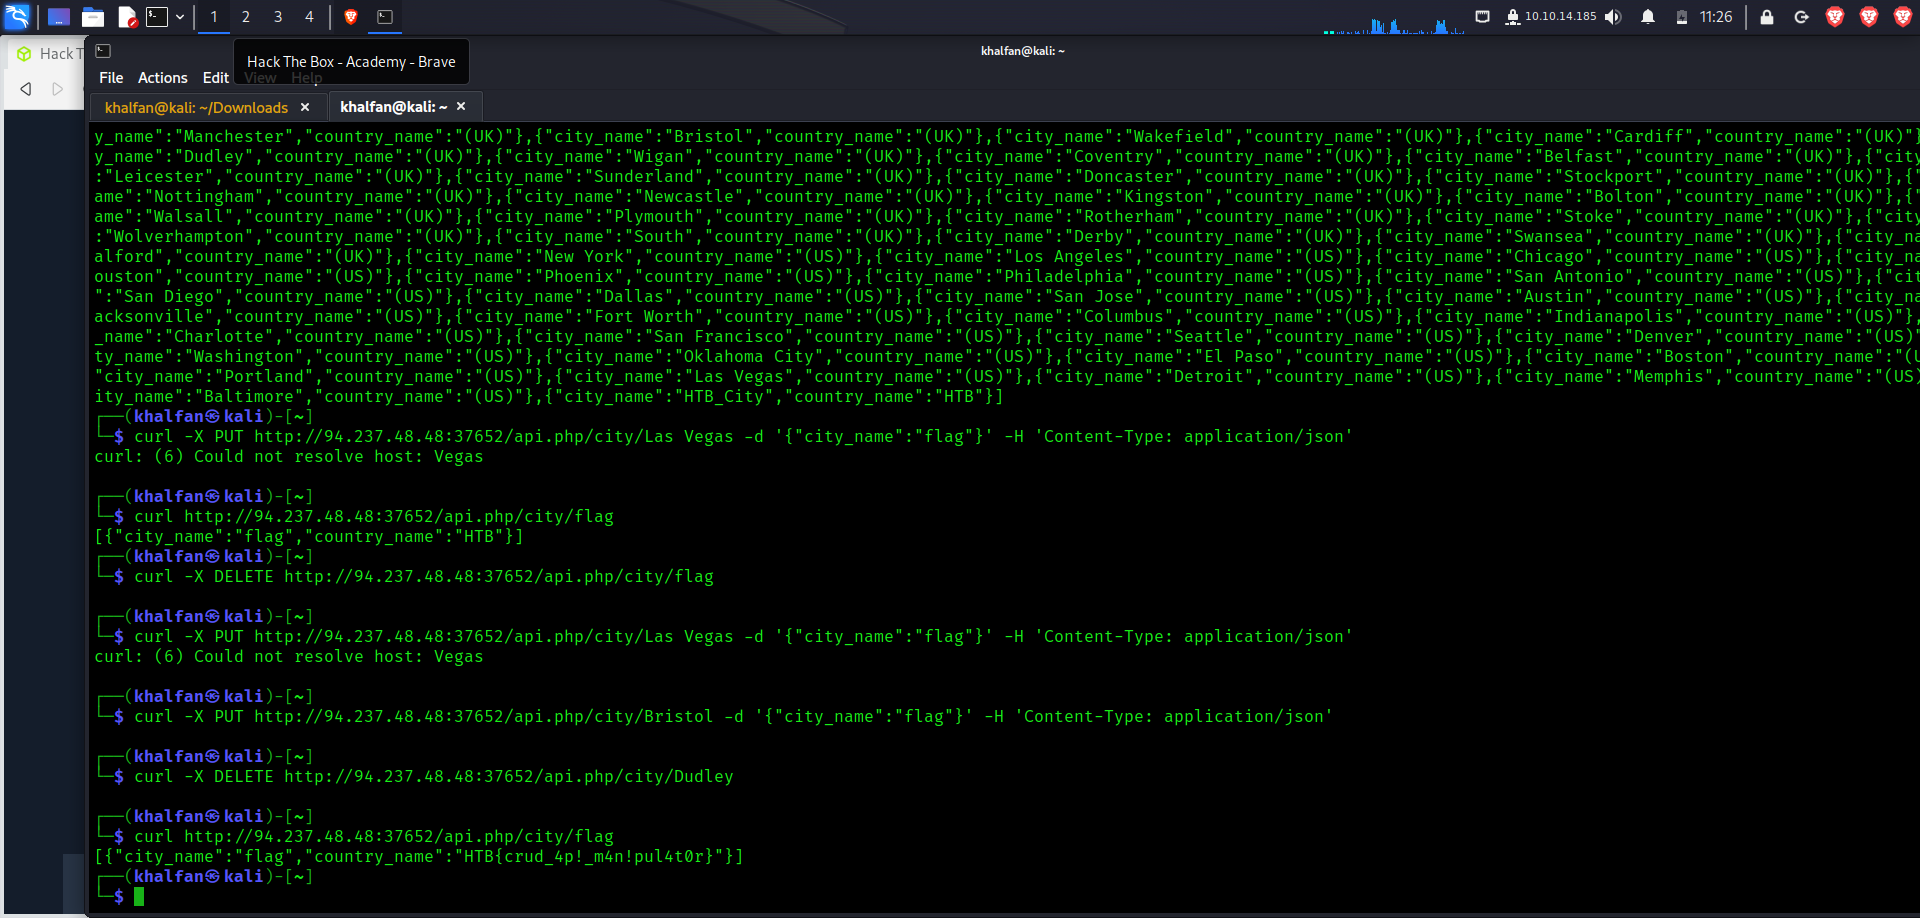 1 2 3 4 10.10.14.185 11:26
Hack T
khalfan@kali: ~
Hack The Box - Academy - Brave
File Actions Edit View Help
khalfan@kali: ~/Downloads × khalfan@kali: ~ ×
y_name":"Manchester","country_name":"(UK)"},{"city_name":"Bristol","country_name":"(UK)"},{"city_name":"Wakefield","country_name":"(UK)"},{"city_name":"Cardiff","country_name":"(UK)"}
y_name":"Dudley","country_name":"(UK)"},{"city_name":"Wigan","country_name":"(UK)"},{"city_name":"Coventry","country_name":"(UK)"},{"city_name":"Belfast","country_name":"(UK)"},{"city
:"Leicester","country_name":"(UK)"},{"city_name":"Sunderland","country_name":"(UK)"},{"city_name":"Doncaster","country_name":"(UK)"},{"city_name":"Stockport","country_name":"(UK)"},{"
ame":"Nottingham","country_name":"(UK)"},{"city_name":"Newcastle","country_name":"(UK)"},{"city_name":"Kingston","country_name":"(UK)"},{"city_name":"Bolton","country_name":"(UK)"},{"
ame":"Walsall","country_name":"(UK)"},{"city_name":"Plymouth","country_name":"(UK)"},{"city_name":"Rotherham","country_name":"(UK)"},{"city_name":"Stoke","country_name":"(UK)"},{"city
:"Wolverhampton","country_name":"(UK)"},{"city_name":"South","country_name":"(UK)"},{"city_name":"Derby","country_name":"(UK)"},{"city_name":"Swansea","country_name":"(UK)"},{"city_na
alford","country_name":"(UK)"},{"city_name":"New York","country_name":"(US)"},{"city_name":"Los Angeles","country_name":"(US)"},{"city_name":"Chicago","country_name":"(US)"},{"city_na
ouston","country_name":"(US)"},{"city_name":"Phoenix","country_name":"(US)"},{"city_name":"Philadelphia","country_name":"(US)"},{"city_name":"San Antonio","country_name":"(US)"},{"cit
":"San Diego","country_name":"(US)"},{"city_name":"Dallas","country_name":"(US)"},{"city_name":"San Jose","country_name":"(US)"},{"city_name":"Austin","country_name":"(US)"},{"city_na
acksonville","country_name":"(US)"},{"city_name":"Fort Worth","country_name":"(US)"},{"city_name":"Columbus","country_name":"(US)"},{"city_name":"Indianapolis","country_name":"(US)"},
_name":"Charlotte","country_name":"(US)"},{"city_name":"San Francisco","country_name":"(US)"},{"city_name":"Seattle","country_name":"(US)"},{"city_name":"Denver","country_name":"(US)"
ty_name":"Washington","country_name":"(US)"},{"city_name":"Oklahoma City","country_name":"(US)"},{"city_name":"El Paso","country_name":"(US)"},{"city_name":"Boston","country_name":"(U
"city_name":"Portland","country_name":"(US)"},{"city_name":"Las Vegas","country_name":"(US)"},{"city_name":"Detroit","country_name":"(US)"},{"city_name":"Memphis","country_name":"(US)
ity_name":"Baltimore","country_name":"(US)"},{"city_name":"HTB_City","country_name":"HTB"}]
┌──(khalfan㉿kali)-[~]
└─$ curl -X PUT http://94.237.48.48:37652/api.php/city/Las Vegas -d '{"city_name":"flag"}' -H 'Content-Type: application/json'
curl: (6) Could not resolve host: Vegas
┌──(khalfan㉿kali)-[~]
└─$ curl http://94.237.48.48:37652/api.php/city/flag
[{"city_name":"flag","country_name":"HTB"}]
┌──(khalfan㉿kali)-[~]
└─$ curl -X DELETE http://94.237.48.48:37652/api.php/city/flag
┌──(khalfan㉿kali)-[~]
└─$ curl -X PUT http://94.237.48.48:37652/api.php/city/Las Vegas -d '{"city_name":"flag"}' -H 'Content-Type: application/json'
curl: (6) Could not resolve host: Vegas
┌──(khalfan㉿kali)-[~]
└─$ curl -X PUT http://94.237.48.48:37652/api.php/city/Bristol -d '{"city_name":"flag"}' -H 'Content-Type: application/json'
┌──(khalfan㉿kali)-[~]
└─$ curl -X DELETE http://94.237.48.48:37652/api.php/city/Dudley
┌──(khalfan㉿kali)-[~]
└─$ curl http://94.237.48.48:37652/api.php/city/flag
[{"city_name":"flag","country_name":"HTB{crud_4p!_m4n!pul4t0r}"}]
┌──(khalfan㉿kali)-[~]
└─$